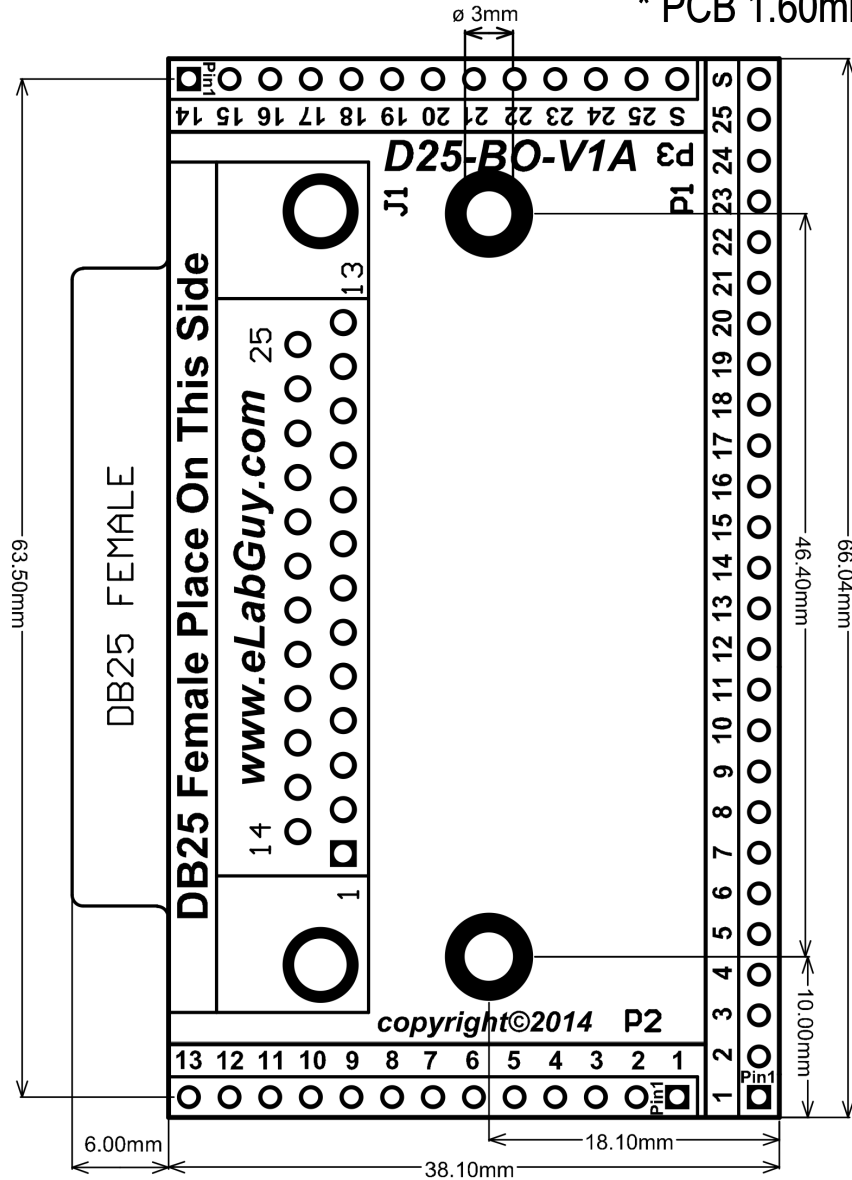 * PCB 1.60m
ø 3mm
Pin1
14 15 16 17 18 19 20 21 22 23 24 25 S
D25-BO-V1A P3
J1
P1
DB25 Female Place On This Side
www.eLabGuy.com
13
25
14
1
DB25 FEMALE
S
25
24
23
22
21
20
19
18
17
16
15
14
13
12
11
10
9
8
7
6
5
4
3
2
1
Pin1
63.50mm
46.40mm
66.04mm
10.00mm
copyright©2014 P2
13 12 11 10 9 8 7 6 5 4 3 2 1
Pin1
6.00mm
18.10mm
38.10mm